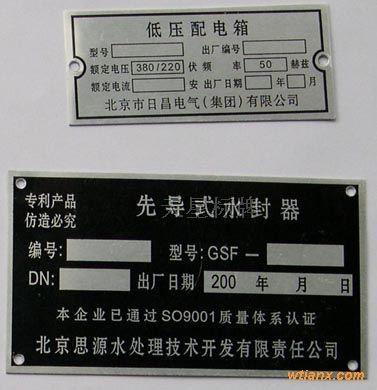 低压配电箱
型号 出厂编号
额定电压 380/220 伏 频 率 50 赫兹
额定电流 安 出厂日期 年 月
北京市日昌电气(集团)有限公司
专利产品
仿造必究
先导式水封器
天星标牌
编号: 型号: GSF —
DN: 出厂日期 200 年 月 日
本企业已通过SO9001质量体系认证
北京思源水处理技术开发有限责任公司
www.wtianx.com